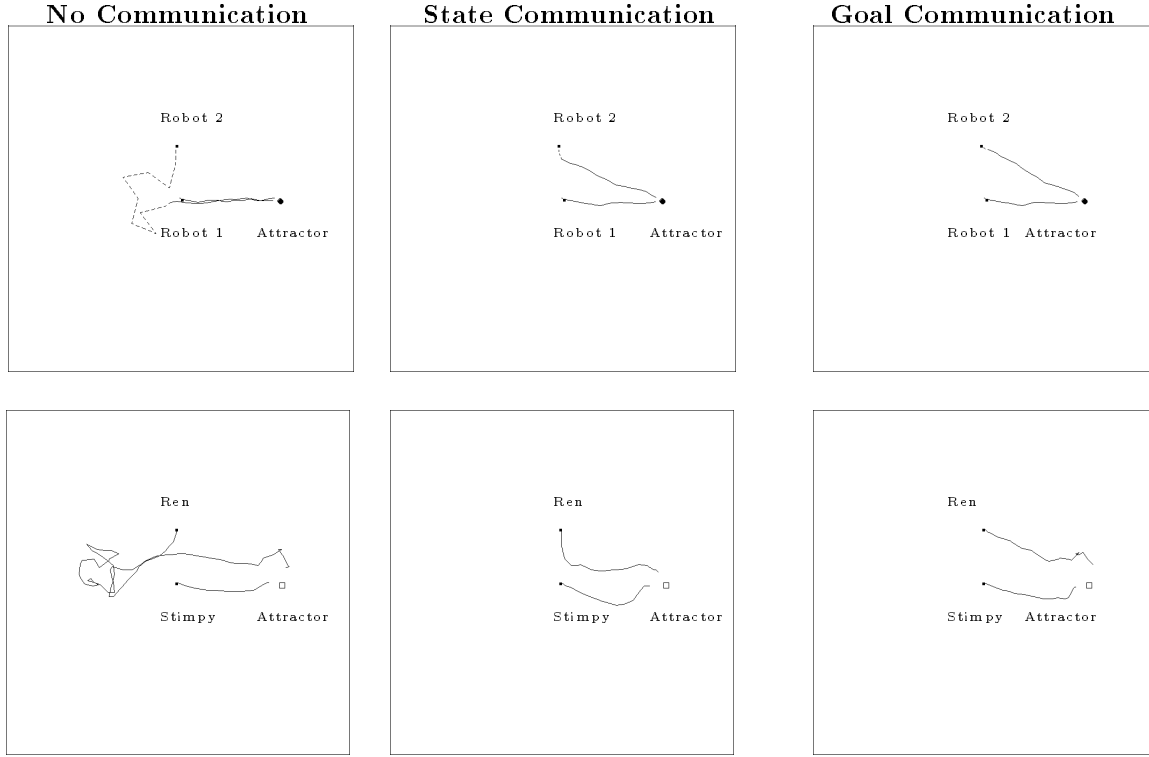 No Communication
State Communication
Goal Communication
Robot 2
Robot 2
Robot 2
Robot 1 Attractor
Robot 1 Attractor
Robot 1 Attractor
Ren
Ren
Ren
Stimpy Attractor
Stimpy Attractor
Stimpy Attractor